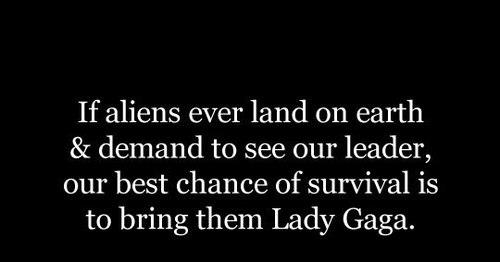 If aliens ever land on earth
& demand to see our leader,
our best chance of survival is
to bring them Lady Gaga.